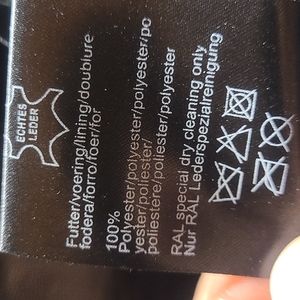 ECHTES
LEDER
Futter/voering/lining/doublure
fodera/forro/foer/for
100%
Polyester/polyester/polyester/po
yester/poliester/
poliestere/poliester/polyester
RAL special dry cleaning only
Nur RAL Lederspezialreinigung